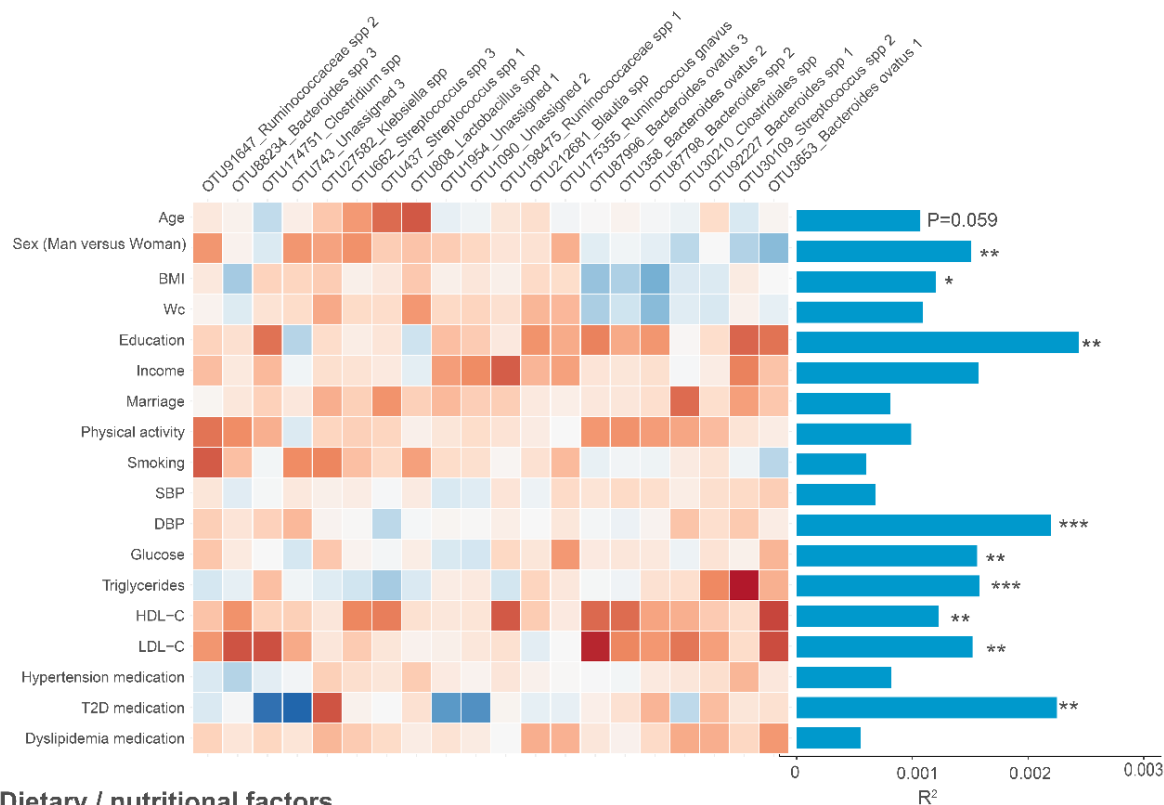 OTU91647_Ruminococcaceae spp 2
OTU88234_Bacteroides spp 3
OTU174751_Clostridium spp
OTU743_Unassigned 3
OTU27582_Klebsiella spp
OTU662_Streptococcus spp 3
OTU437_Streptococcus spp 1
OTU808_Lactobacillus spp
OTU1954_Unassigned 1
OTU1090_Unassigned 2
OTU198475_Ruminococcaceae spp 1
OTU212681_Blautia spp
OTU175355_Ruminococcus gnavus
OTU87996_Bacteroides ovatus 3
OTU358_Bacteroides ovatus 2
OTU87798_Bacteroides spp 2
OTU30210_Clostridiales spp
OTU92227_Bacteroides spp 1
OTU30109_Streptococcus spp 2
OTU3653_Bacteroides ovatus 1
Age P=0.059
Sex (Man versus Woman) **
BMI *
Wc
Education **
Income
Marriage
Physical activity
Smoking
SBP
DBP ***
Glucose **
Triglycerides ***
HDL−C **
LDL−C **
Hypertension medication
T2D medication **
Dyslipidemia medication
0 0.001 0.002 0.003
R²
Dietary / nutritional factors